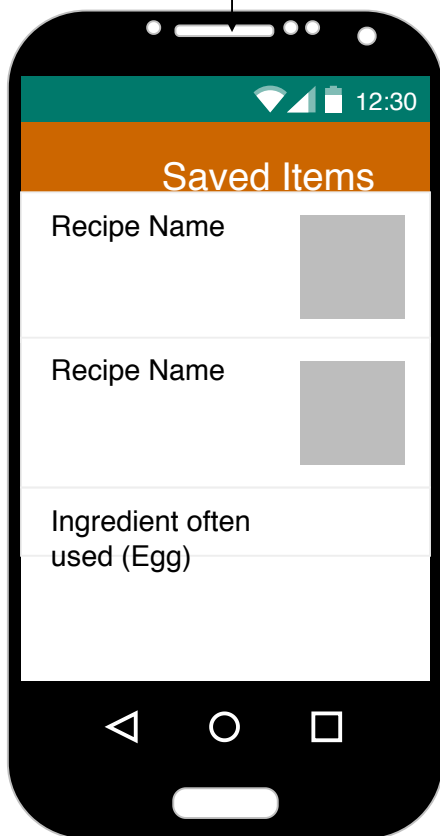 12:30
Saved Items
Recipe Name
Recipe Name
Ingredient often
used (Egg)